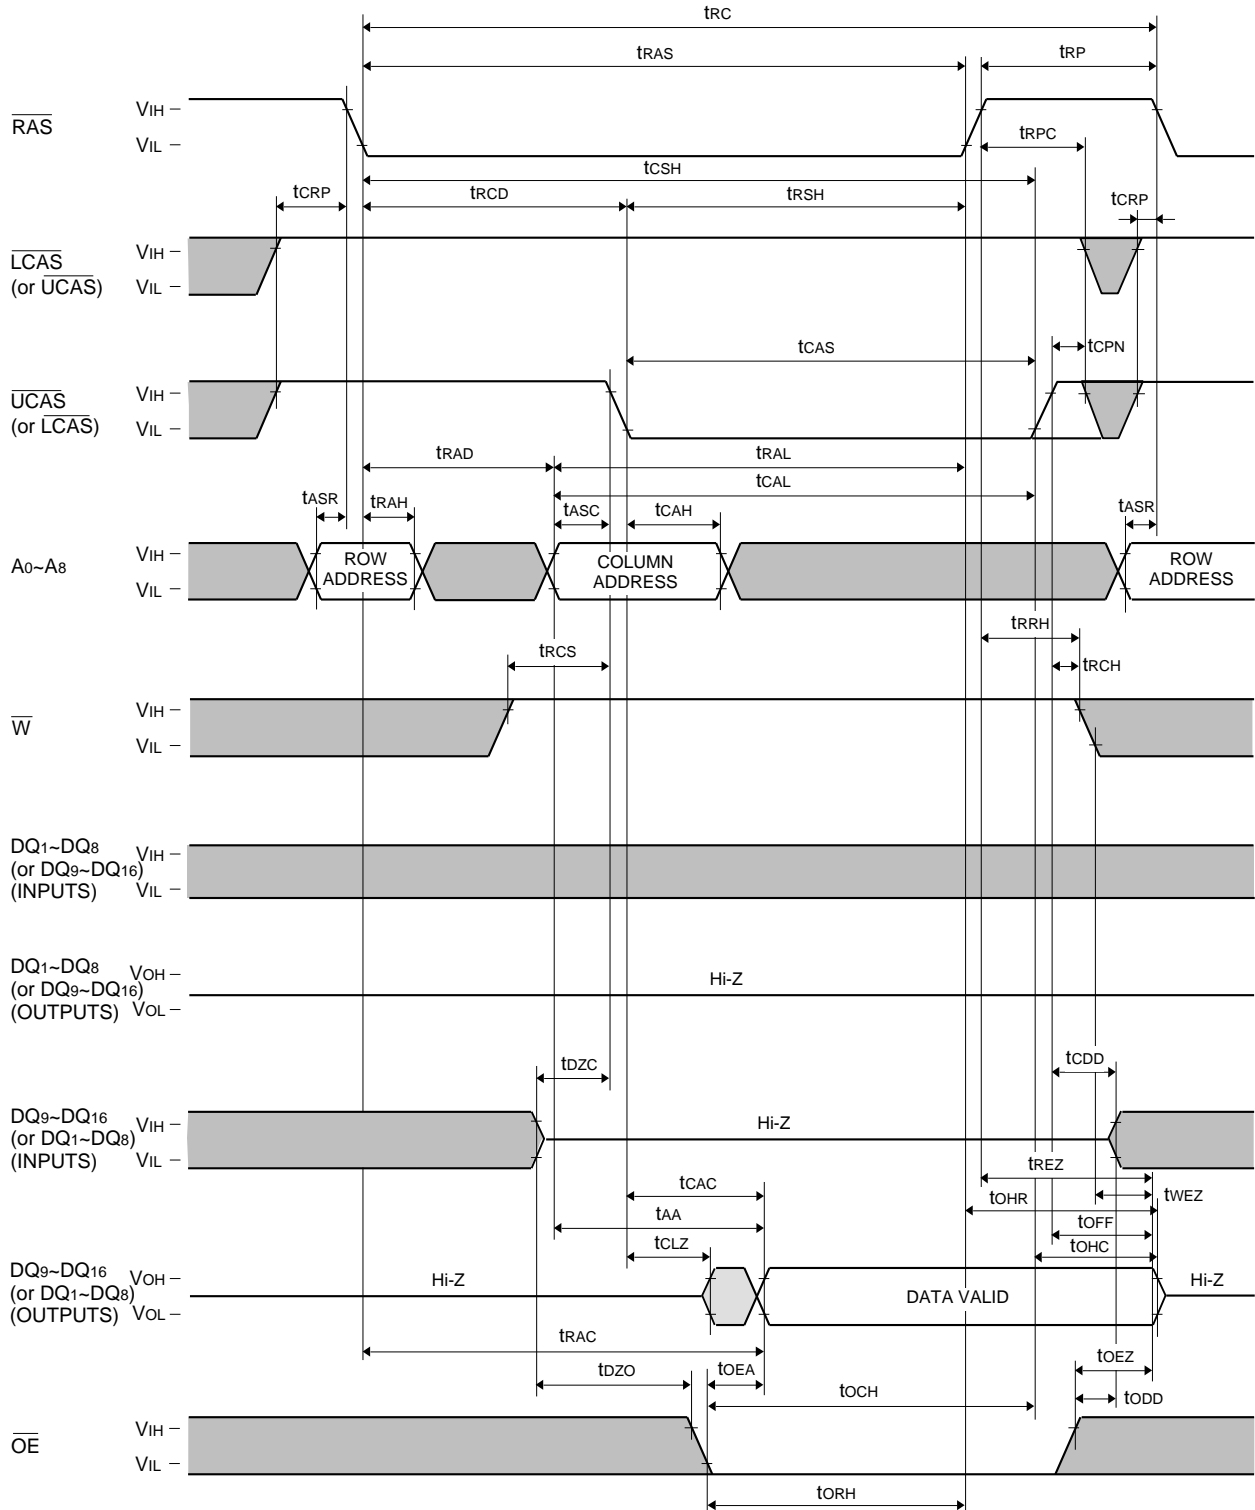 tRC
tRAS
tRP
RAS
VIH
VIL
tRPC
tCSH
tCRP
tRCD
tRSH
tCRP
LCAS
(or UCAS)
VIH
VIL
tCAS
tCPN
UCAS
(or LCAS)
VIH
VIL
tRAD
tRAL
tCAL
tASR
tRAH
tASC
tCAH
tASR
A0~A8
VIH
VIL
ROW
ADDRESS
COLUMN
ADDRESS
ROW
ADDRESS
tRRH
tRCS
tRCH
W
VIH
VIL
DQ1~DQ8
(or DQ9~DQ16)
(INPUTS)
VIH
VIL
DQ1~DQ8
(or DQ9~DQ16)
(OUTPUTS)
VOH
VOL
Hi-Z
tDZC
tCDD
DQ9~DQ16
(or DQ1~DQ8)
(INPUTS)
VIH
VIL
Hi-Z
tREZ
tCAC
tWEZ
tOHR
tAA
tOFF
tCLZ
tOHC
DQ9~DQ16
(or DQ1~DQ8)
(OUTPUTS)
VOH
VOL
Hi-Z
DATA VALID
Hi-Z
tRAC
tDZO
tOEA
tOEZ
tOCH
tODD
OE
VIH
VIL
tORH